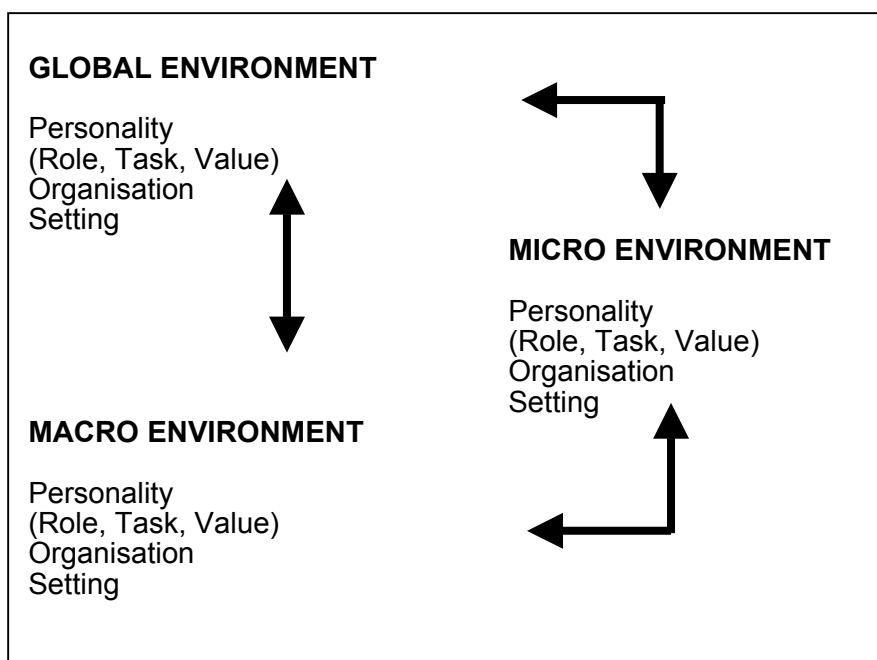 GLOBAL ENVIRONMENT
Personality
(Role, Task, Value)
Organisation
Setting
MICRO ENVIRONMENT
Personality
(Role, Task, Value)
Organisation
Setting
MACRO ENVIRONMENT
Personality
(Role, Task, Value)
Organisation
Setting